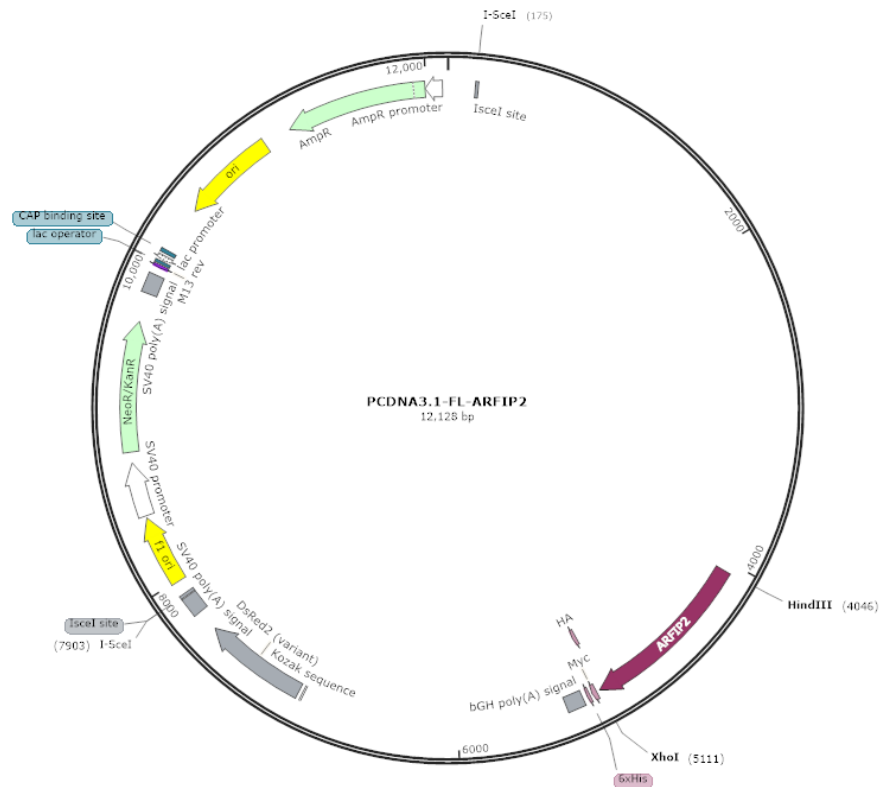 I-SceI (175)
12,000
IsceI site
AmpR promoter
AmpR
ori
2000
CAP binding site
lac promoter
lac operator
M13 rev
10,000
SV40 poly(A) signal
NeoR/KanR
PCDNA3.1-FL-ARFIP2
12,128 bp
SV40 promoter
f1 ori
SV40 poly(A) signal
4000
8000
DsRed2 (variant)
HindIII (4046)
IsceI site
HA
ARFIP2
(7903) I-SceI
Kozak sequence
Myc
bGH poly(A) signal
6000
XhoI (5111)
6xHis